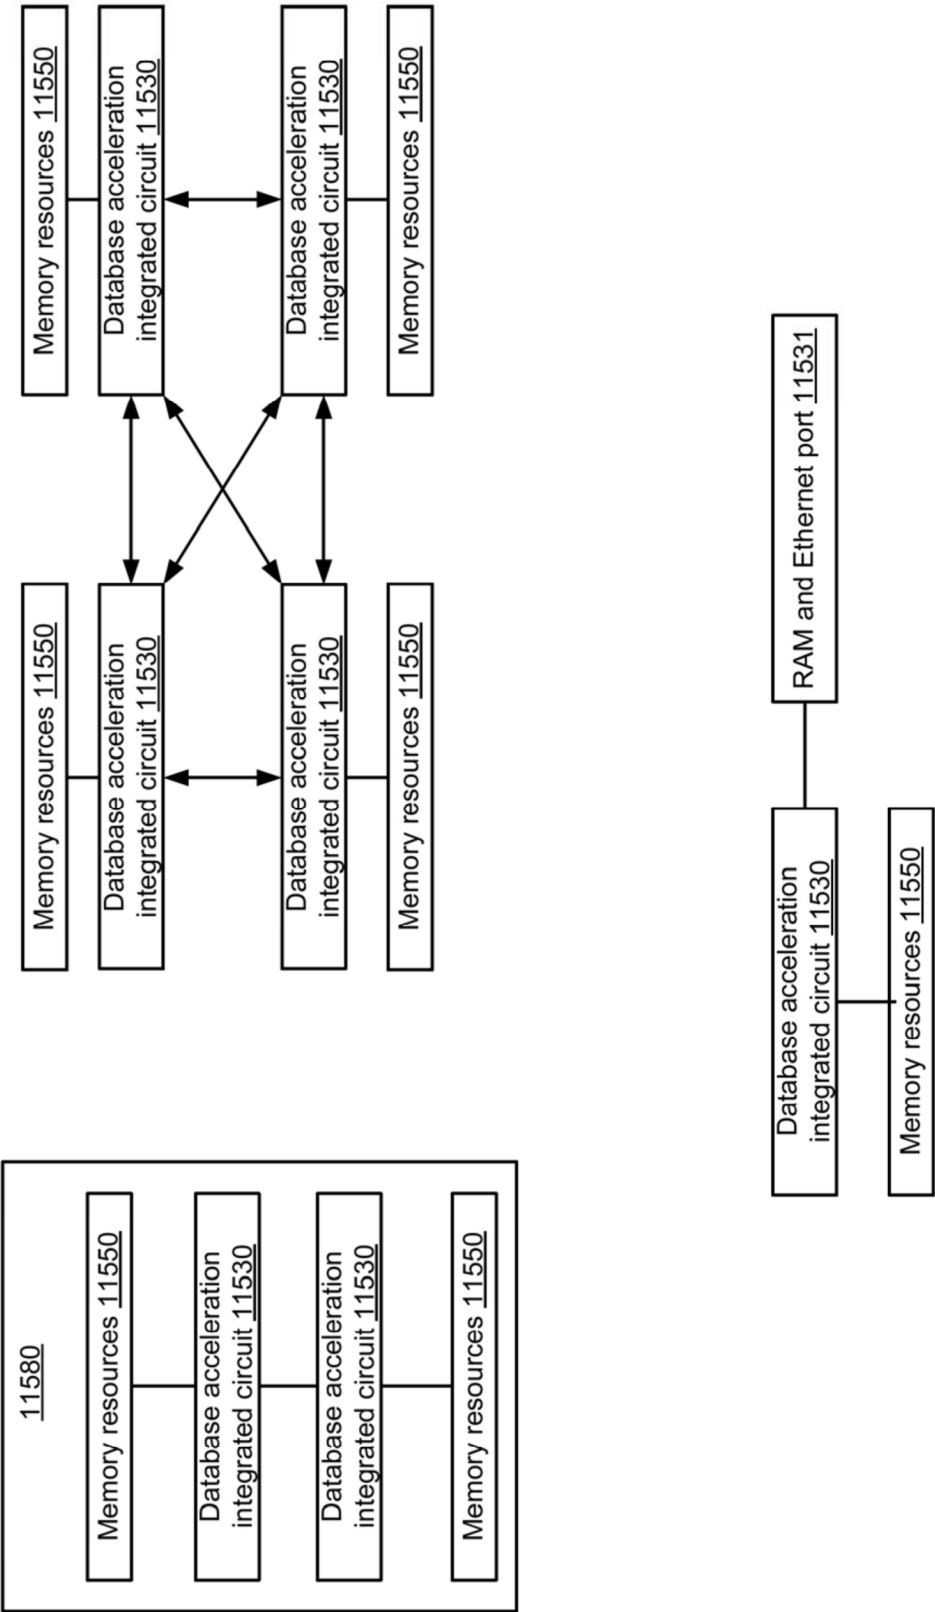 11580
Memory resources 11550
Database acceleration
integrated circuit 11530
Database acceleration
integrated circuit 11530
Memory resources 11550
Memory resources 11550
Database acceleration
integrated circuit 11530
Database acceleration
integrated circuit 11530
Memory resources 11550
Memory resources 11550
Database acceleration
integrated circuit 11530
Database acceleration
integrated circuit 11530
Memory resources 11550
Database acceleration
integrated circuit 11530
Memory resources 11550
RAM and Ethernet port 11531